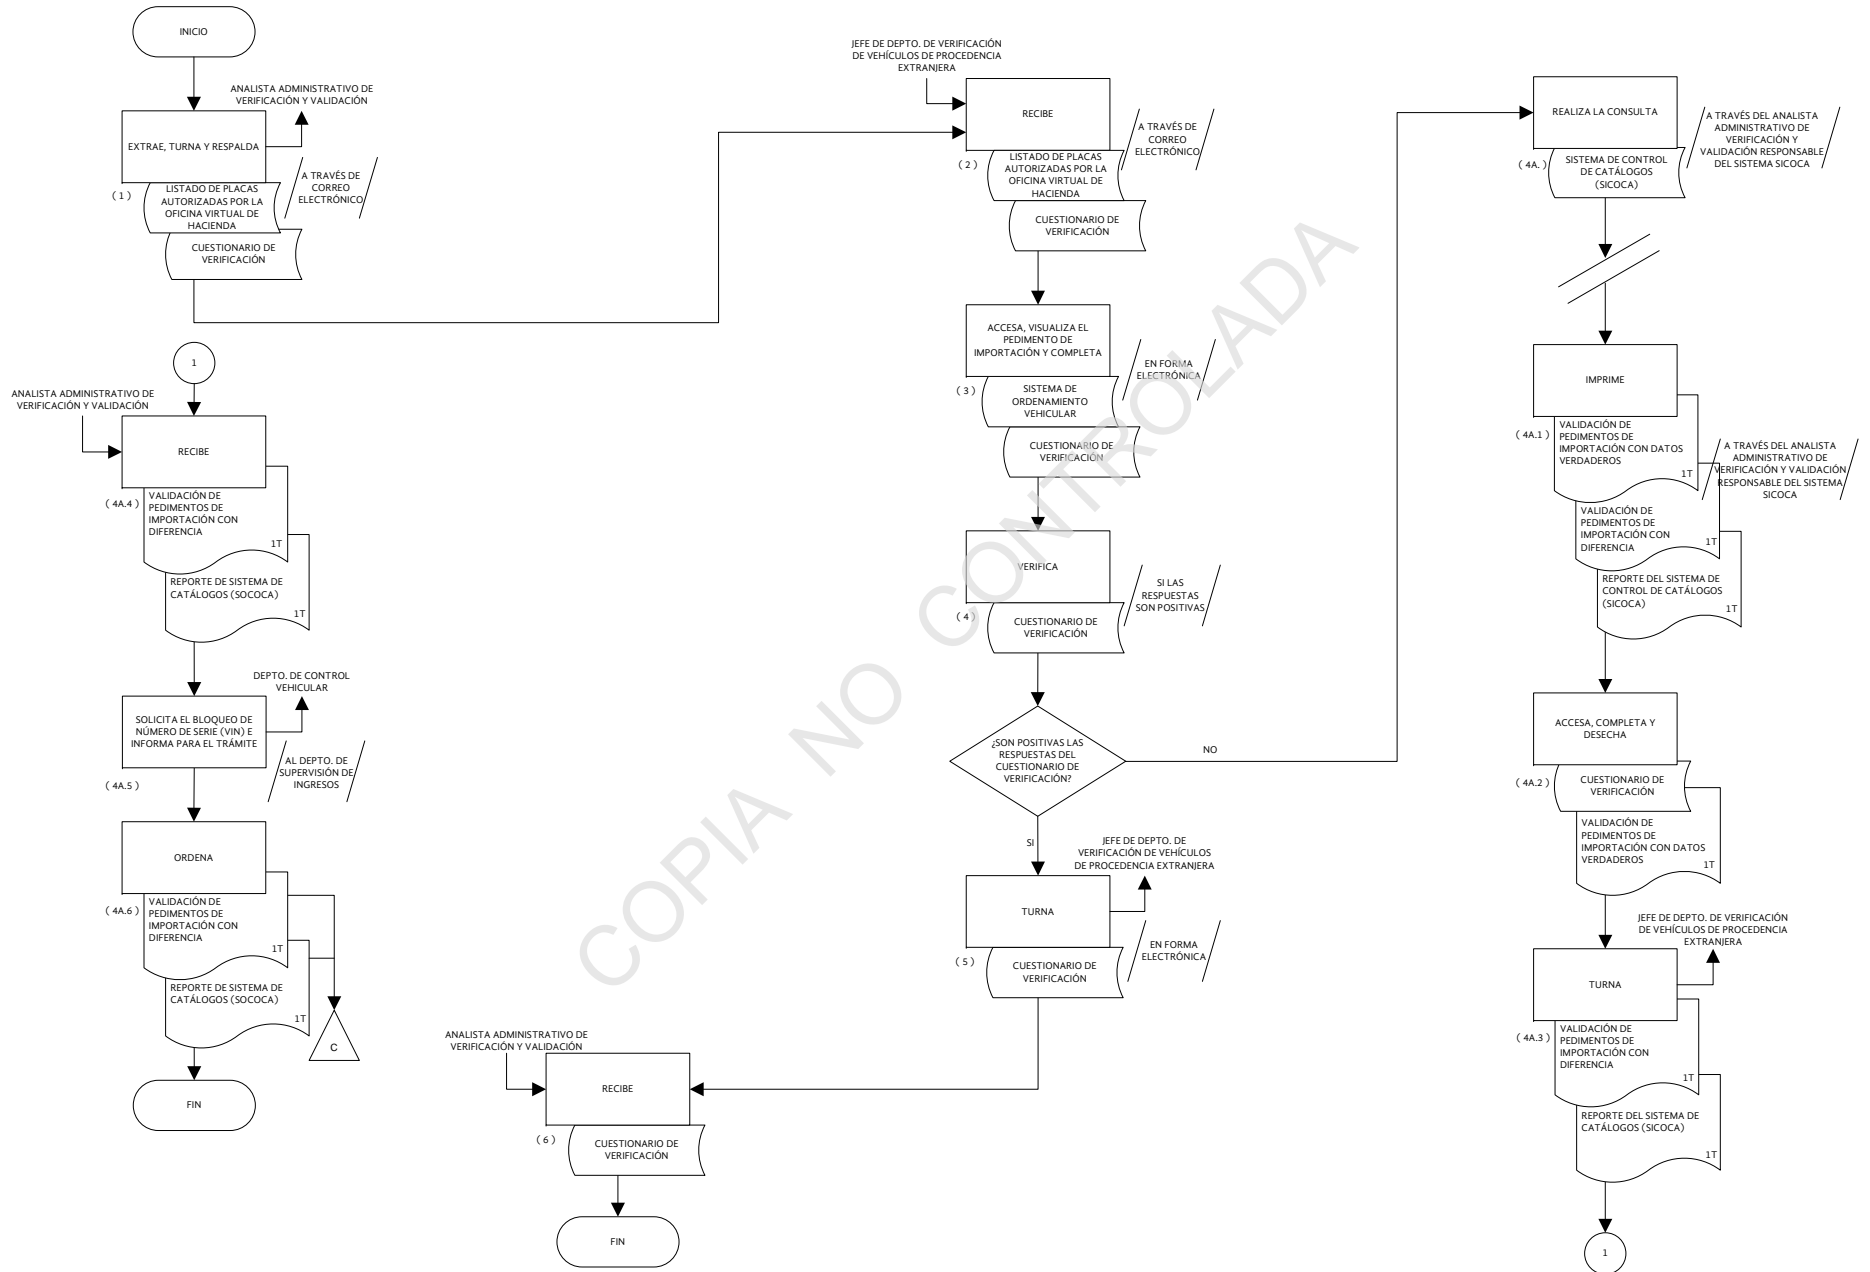 INICIO
ANALISTA ADMINISTRATIVO DE
VERIFICACIÓN Y VALIDACIÓN
EXTRAE, TURNA Y RESPALDA
( 1 )
LISTADO DE PLACAS
AUTORIZADAS POR LA
OFICINA VIRTUAL DE
HACIENDA
A TRAVÉS DE
CORREO
ELECTRÓNICO
CUESTIONARIO DE
VERIFICACIÓN
1
ANALISTA ADMINISTRATIVO DE
VERIFICACIÓN Y VALIDACIÓN
RECIBE
( 4A.4 )
VALIDACIÓN DE
PEDIMENTOS DE
IMPORTACIÓN CON
DIFERENCIA
1T
REPORTE DE SISTEMA DE
CATÁLOGOS (SOCOCA)
1T
DEPTO. DE CONTROL
VEHICULAR
SOLICITA EL BLOQUEO DE
NÚMERO DE SERIE (VIN) E
INFORMA PARA EL TRÁMITE
( 4A.5 )
AL DEPTO. DE
SUPERVISIÓN DE
INGRESOS
ORDENA
( 4A.6 )
VALIDACIÓN DE
PEDIMENTOS DE
IMPORTACIÓN CON
DIFERENCIA
1T
REPORTE DE SISTEMA DE
CATÁLOGOS (SOCOCA)
1T
C
FIN
JEFE DE DEPTO. DE VERIFICACIÓN
DE VEHÍCULOS DE PROCEDENCIA
EXTRANJERA
RECIBE
( 2 )
LISTADO DE PLACAS
AUTORIZADAS POR LA
OFICINA VIRTUAL DE
HACIENDA
A TRAVÉS DE
CORREO
ELECTRÓNICO
CUESTIONARIO DE
VERIFICACIÓN
ACCESA, VISUALIZA EL
PEDIMENTO DE
IMPORTACIÓN Y COMPLETA
( 3 )
SISTEMA DE
ORDENAMIENTO
VEHICULAR
EN FORMA
ELECTRÓNICA
CUESTIONARIO DE
VERIFICACIÓN
VERIFICA
( 4 )
CUESTIONARIO DE
VERIFICACIÓN
SI LAS
RESPUESTAS
SON POSITIVAS
¿SON POSITIVAS LAS
RESPUESTAS DEL
CUESTIONARIO DE
VERIFICACIÓN?
NO
SI
JEFE DE DEPTO. DE
VERIFICACIÓN DE VEHÍCULOS
DE PROCEDENCIA EXTRANJERA
TURNA
( 5 )
CUESTIONARIO DE
VERIFICACIÓN
EN FORMA
ELECTRÓNICA
ANALISTA ADMINISTRATIVO DE
VERIFICACIÓN Y VALIDACIÓN
RECIBE
( 6 )
CUESTIONARIO DE
VERIFICACIÓN
FIN
REALIZA LA CONSULTA
( 4A. )
SISTEMA DE CONTROL
DE CATÁLOGOS
(SICOCA)
A TRAVÉS DEL ANALISTA
ADMINISTRATIVO DE
VERIFICACIÓN Y
VALIDACIÓN RESPONSABLE
DEL SISTEMA SICOCA
IMPRIME
( 4A.1 )
VALIDACIÓN DE
PEDIMENTOS DE
IMPORTACIÓN CON DATOS
VERDADEROS
1T
A TRAVÉS DEL ANALISTA
ADMINISTRATIVO DE
VERIFICACIÓN Y VALIDACIÓN
RESPONSABLE DEL SISTEMA
SICOCA
VALIDACIÓN DE
PEDIMENTOS DE
IMPORTACIÓN CON
DIFERENCIA
1T
REPORTE DEL SISTEMA DE
CONTROL DE CATÁLOGOS
(SICOCA)
1T
ACCESA, COMPLETA Y
DESECHA
( 4A.2 )
CUESTIONARIO DE
VERIFICACIÓN
VALIDACIÓN DE
PEDIMENTOS DE
IMPORTACIÓN CON DATOS
VERDADEROS
1T
JEFE DE DEPTO. DE VERIFICACIÓN
DE VEHÍCULOS DE PROCEDENCIA
EXTRANJERA
TURNA
( 4A.3 )
VALIDACIÓN DE
PEDIMENTOS DE
IMPORTACIÓN CON
DIFERENCIA
1T
REPORTE DEL SISTEMA DE
CATÁLOGOS (SICOCA)
1T
1
COPIA NO CONTROLADA